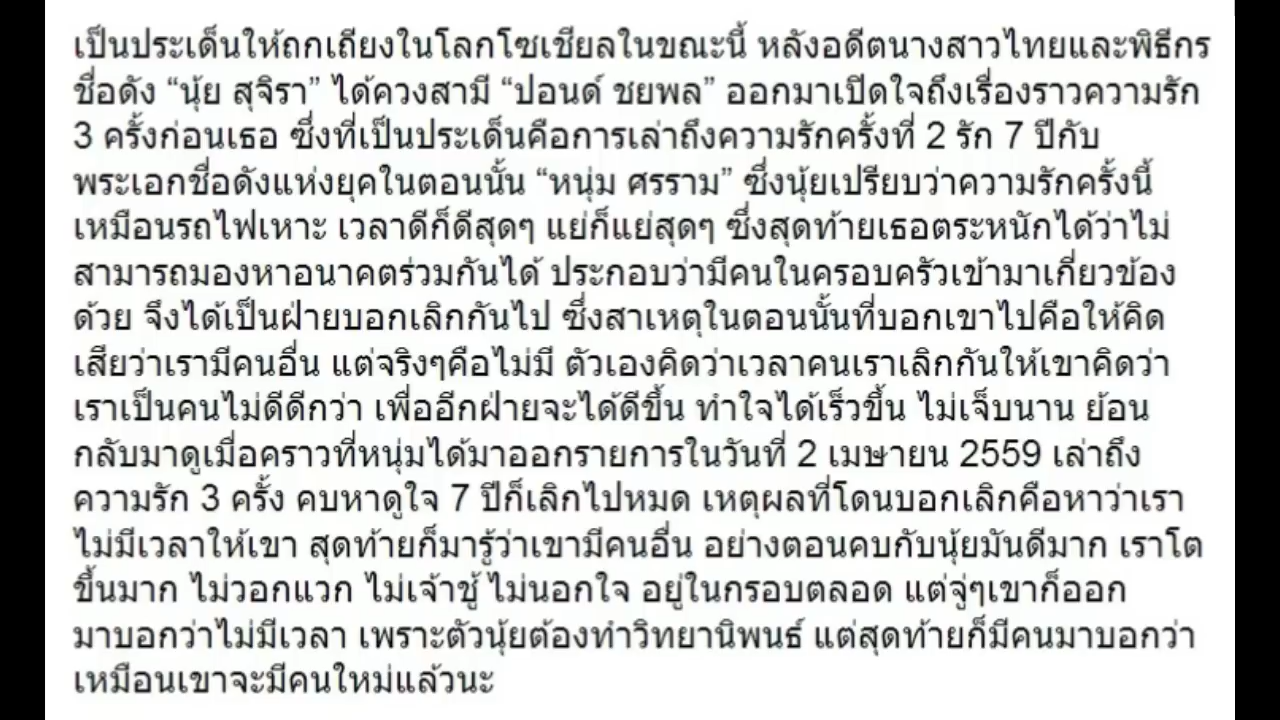 เป็นประเด็นให้ถกเถียงในโลกโซเชียลในขณะนี้ หลังอดีตนางสาวไทยและพิธีกร
ชื่อดัง “นุ้ย สุจิรา” ได้ควงสามี “ปอนด์ ชยพล” ออกมาเปิดใจถึงเรื่องราวความรัก
3 ครั้งก่อนเธอ ซึ่งที่เป็นประเด็นคือการเล่าถึงความรักครั้งที่ 2 รัก 7 ปีกับ
พระเอกชื่อดังแห่งยุคในตอนนั้น “หนุ่ม ศรราม” ซึ่งนุ้ยเปรียบว่าความรักครั้งนี้
เหมือนรถไฟเหาะ เวลาดีก็ดีสุดๆ แย่ก็แย่สุดๆ ซึ่งสุดท้ายเธอตระหนักได้ว่าไม่
สามารถมองหาอนาคตร่วมกันได้ ประกอบว่ามีคนในครอบครัวเข้ามาเกี่ยวข้อง
ด้วย จึงได้เป็นฝ่ายบอกเลิกกันไป ซึ่งสาเหตุในตอนนั้นที่บอกเขาไปคือให้คิด
เสียว่าเรามีคนอื่น แต่จริงๆคือไม่มี ตัวเองคิดว่าเวลาคนเราเลิกกันให้เขาคิดว่า
เราเป็นคนไม่ดีดีกว่า เพื่ออีกฝ่ายจะได้ดีขึ้น ทำใจได้เร็วขึ้น ไม่เจ็บนาน ย้อน
กลับมาดูเมื่อคราวที่หนุ่มได้มาออกรายการในวันที่ 2 เมษายน 2559 เล่าถึง
ความรัก 3 ครั้ง คบหาดูใจ 7 ปีก็เลิกไปหมด เหตุผลที่โดนบอกเลิกคือหาว่าเรา
ไม่มีเวลาให้เขา สุดท้ายก็มารู้ว่าเขามีคนอื่น อย่างตอนคบกับนุ้ยมันดีมาก เราโต
ขึ้นมาก ไม่วอกแวก ไม่เจ้าชู้ ไม่นอกใจ อยู่ในกรอบตลอด แต่จู่ๆเขาก็ออก
มาบอกว่าไม่มีเวลา เพราะตัวนุ้ยต้องทำวิทยานิพนธ์ แต่สุดท้ายก็มีคนมาบอกว่า
เหมือนเขาจะมีคนใหม่แล้วนะ